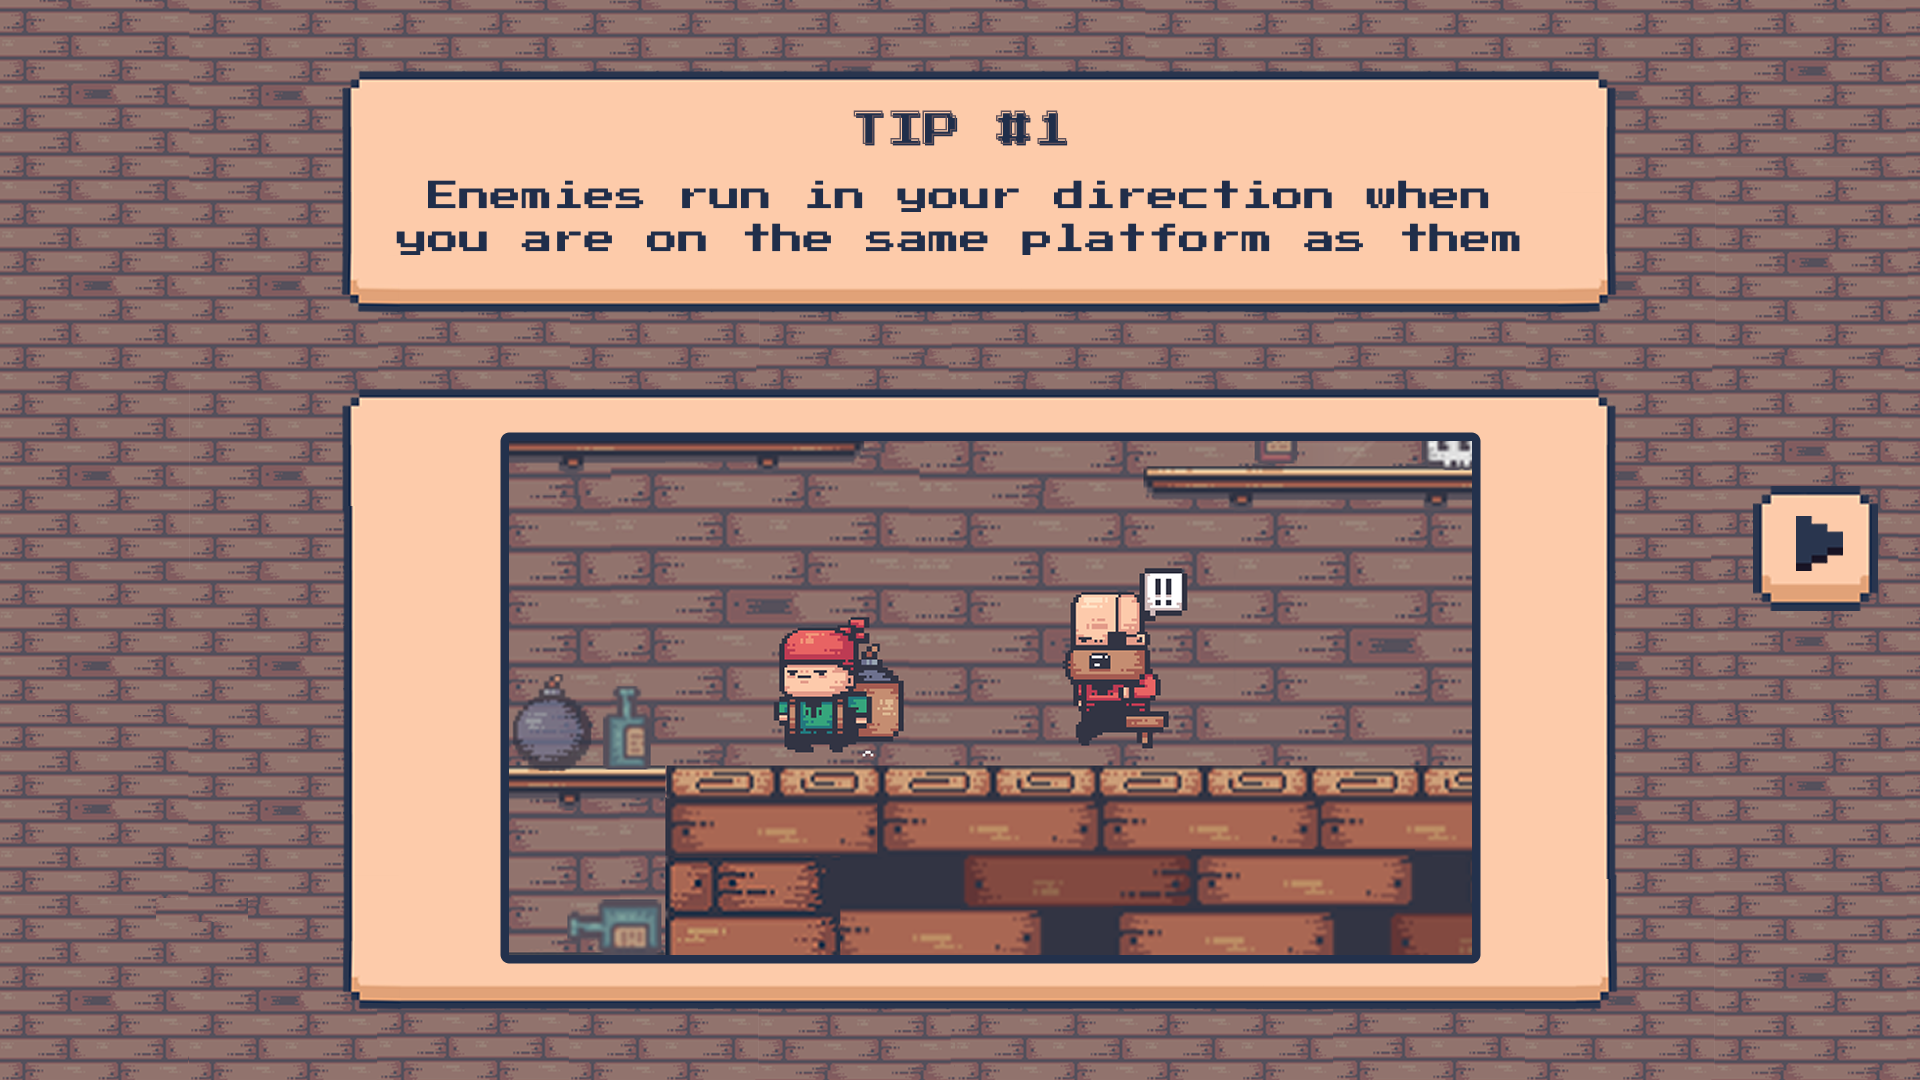 TIP #1
Enemies run in your direction when
you are on the same platform as them
!!